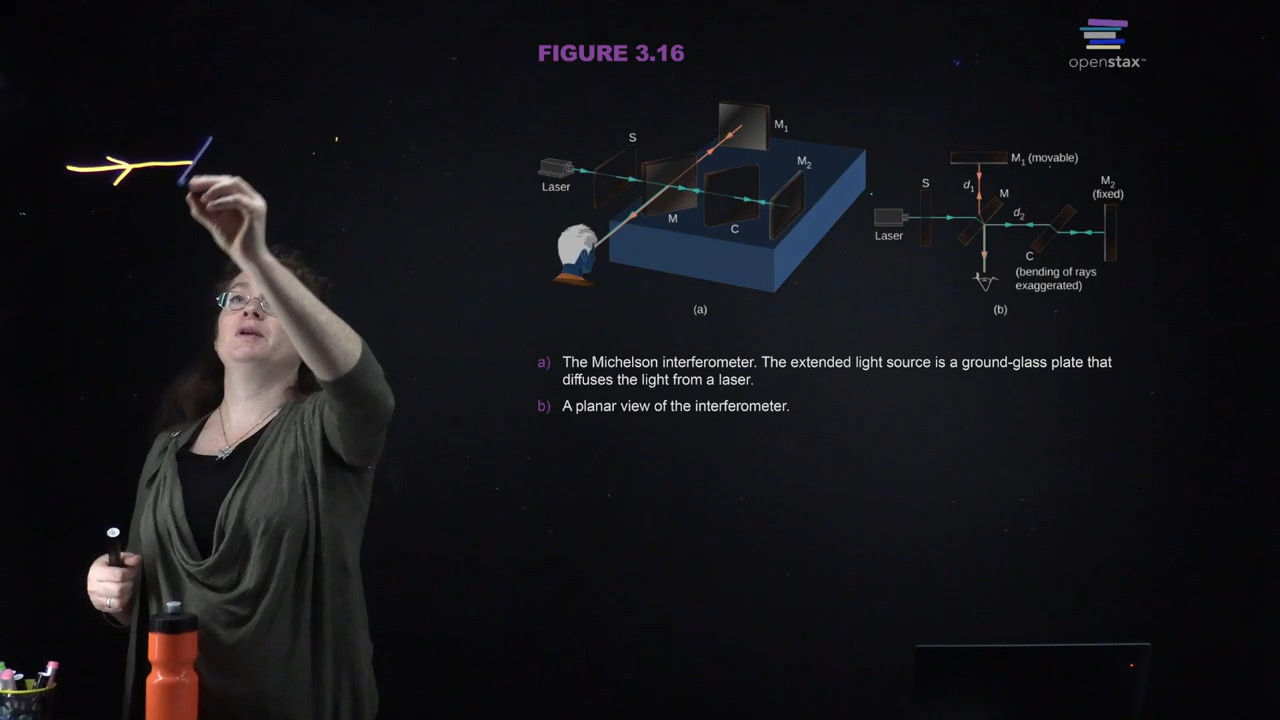 FIGURE 3.16
openstax™
S
M1
M2
Laser
M
C
(a)
M1 (movable)
S
d1
M
M2
(fixed)
d2
Laser
C
(bending of rays
exaggerated)
(b)
a) The Michelson interferometer. The extended light source is a ground-glass plate that
diffuses the light from a laser.
b) A planar view of the interferometer.